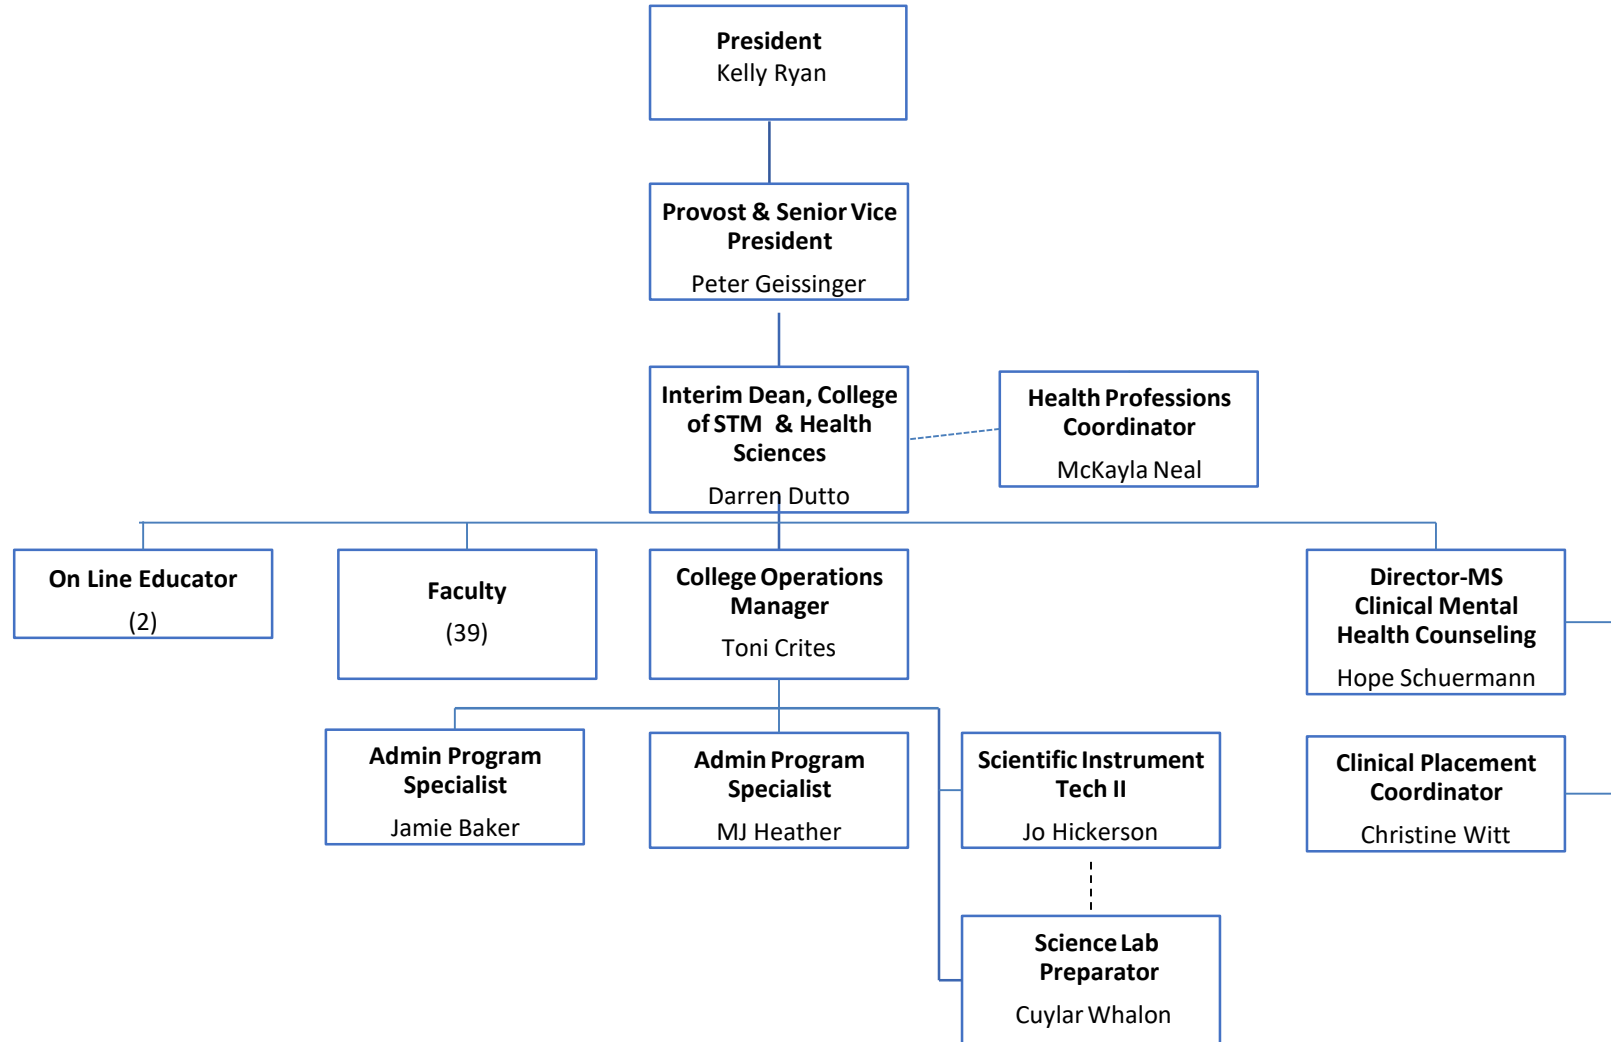 President
Kelly Ryan
Provost & Senior Vice
President
Peter Geissinger
Interim Dean, College
of STM & Health
Sciences
Darren Dutto
Health Professions
Coordinator
McKayla Neal
On Line Educator
(2)
Faculty
(39)
College Operations
Manager
Toni Crites
Director-MS
Clinical Mental
Health Counseling
Hope Schuermann
Admin Program
Specialist
Jamie Baker
Admin Program
Specialist
MJ Heather
Scientific Instrument
Tech II
Jo Hickerson
Clinical Placement
Coordinator
Christine Witt
Science Lab
Preparator
Cuylar Whalon